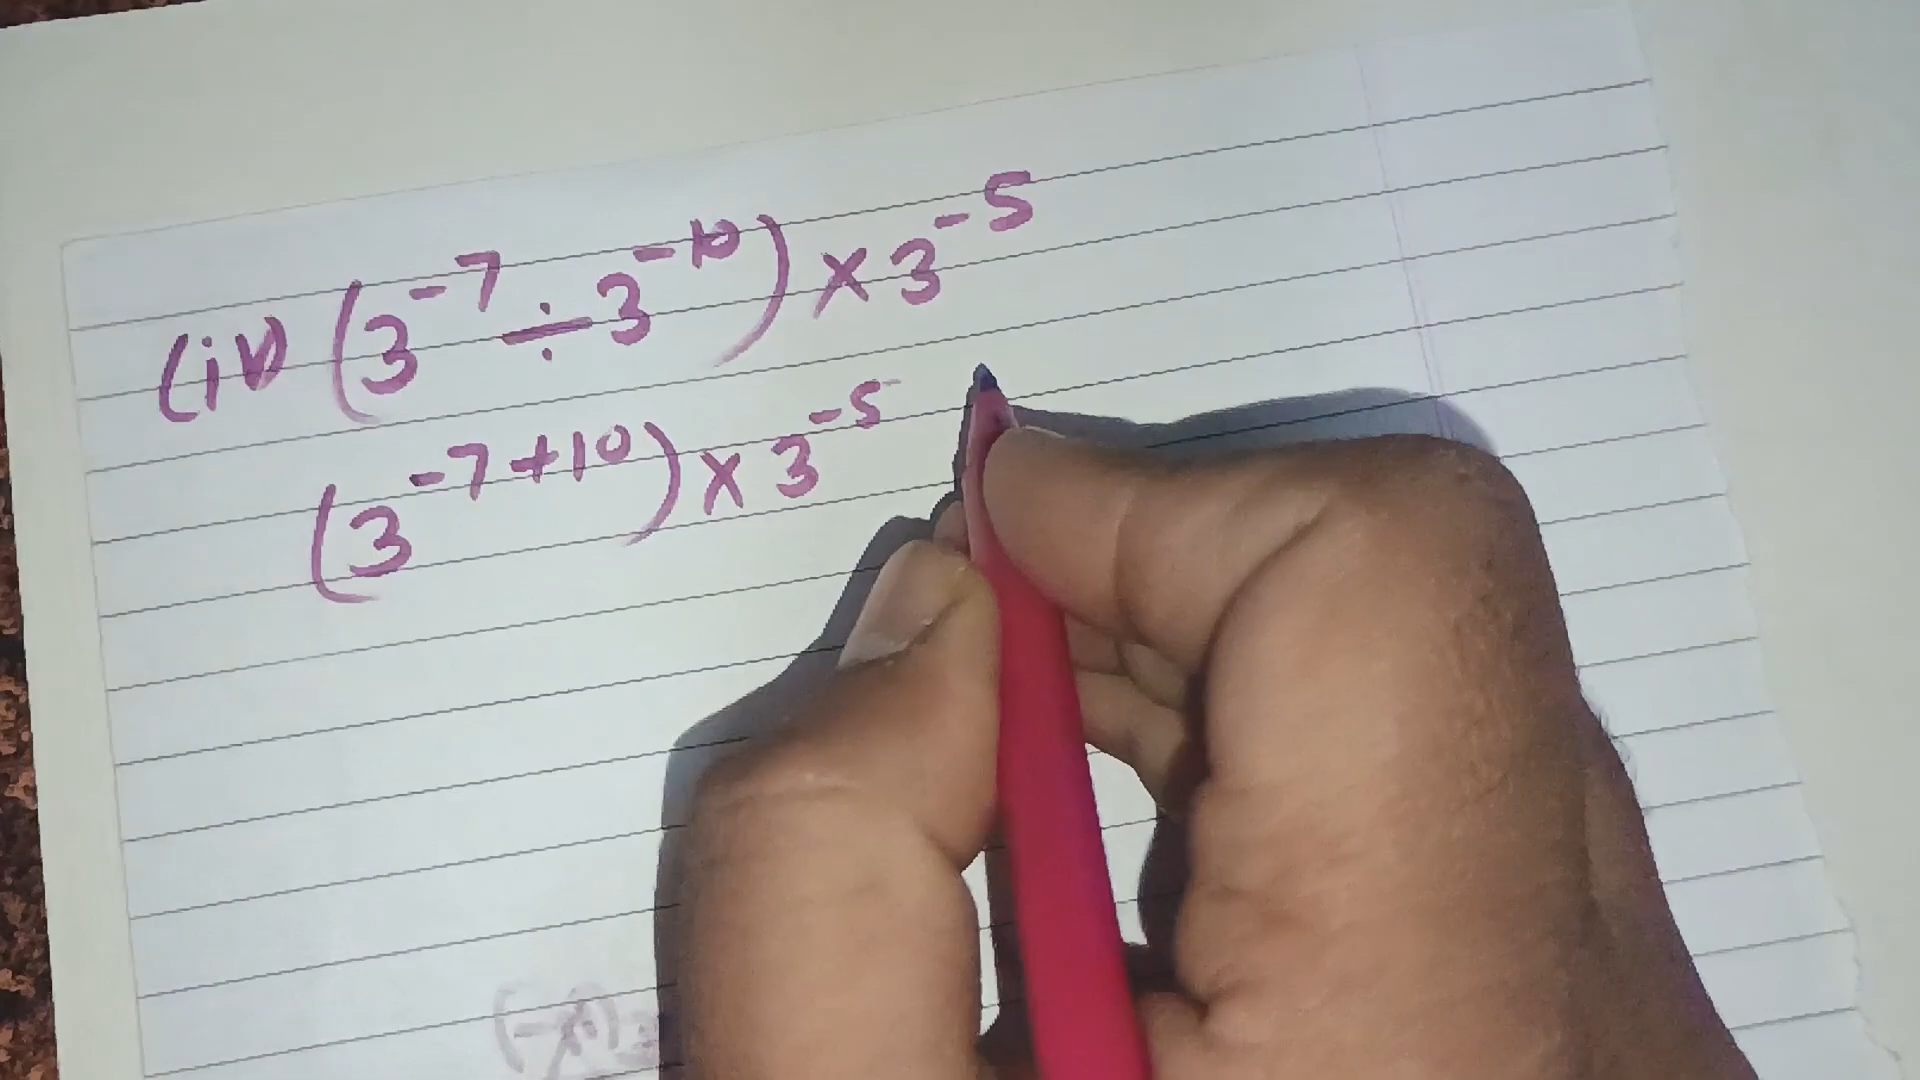 (iv) (3⁻⁷ ÷ 3⁻¹⁰) × 3⁻⁵
(3⁻⁷⁺¹⁰) × 3⁻⁵